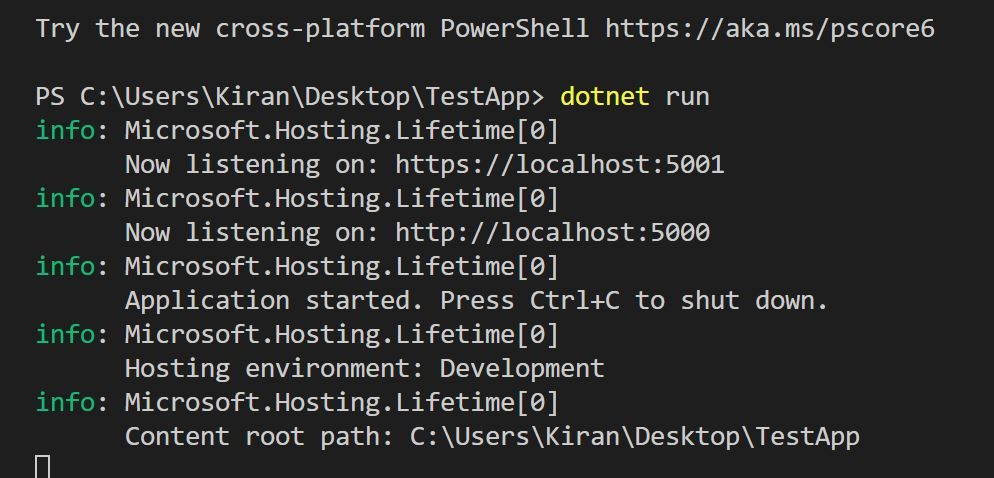 Try the new cross-platform PowerShell https://aka.ms/pscore6
PS C:\Users\Kiran\Desktop\TestApp> dotnet run
info: Microsoft.Hosting.Lifetime[0]
Now listening on: https://localhost:5001
info: Microsoft.Hosting.Lifetime[0]
Now listening on: http://localhost:5000
info: Microsoft.Hosting.Lifetime[0]
Application started. Press Ctrl+C to shut down.
info: Microsoft.Hosting.Lifetime[0]
Hosting environment: Development
info: Microsoft.Hosting.Lifetime[0]
Content root path: C:\Users\Kiran\Desktop\TestApp